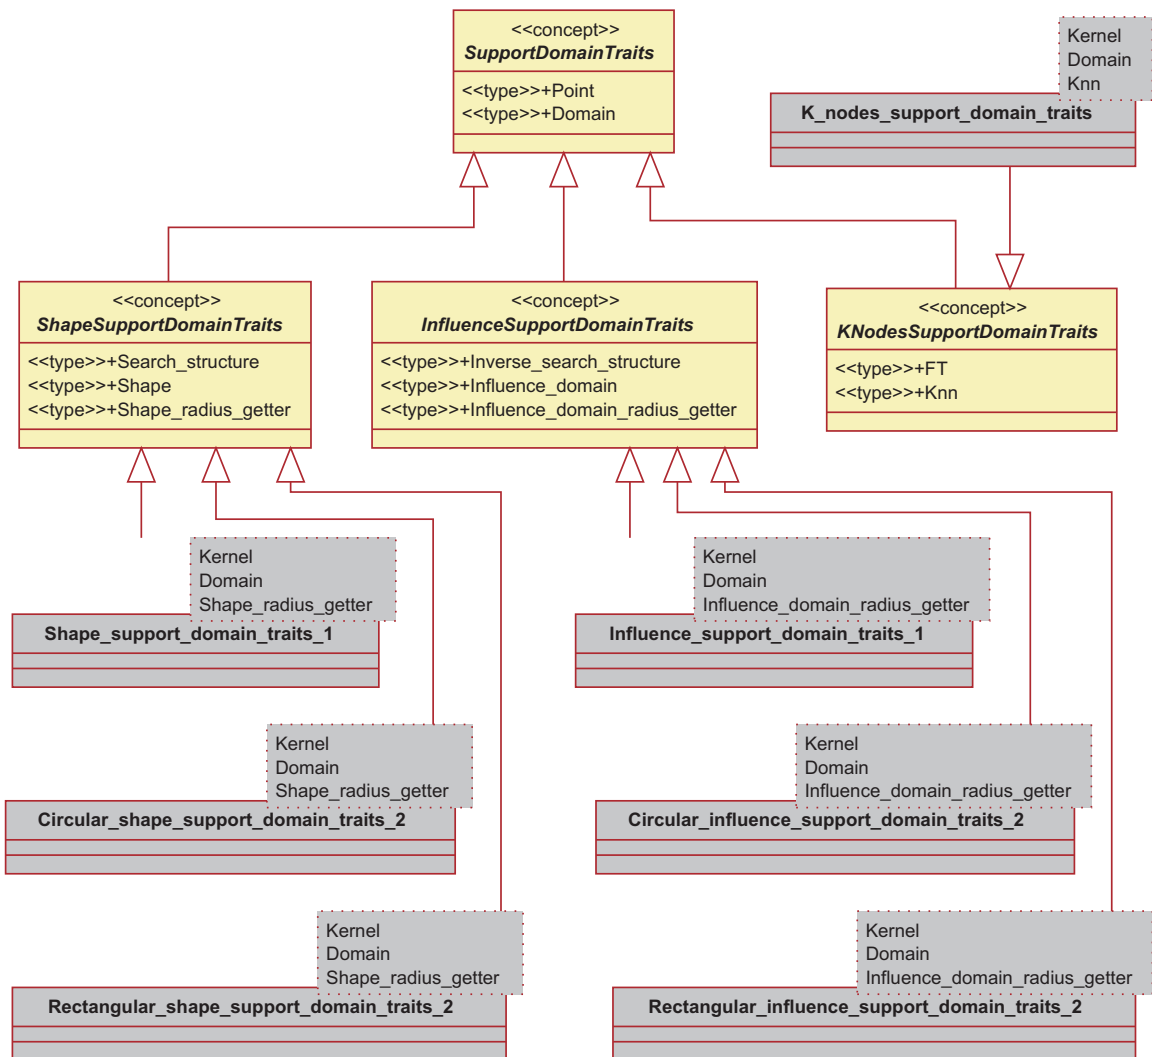 <<concept>>
SupportDomainTraits
<<type>>+Point
<<type>>+Domain
Kernel
Domain
Knn
K_nodes_support_domain_traits
<<concept>>
ShapeSupportDomainTraits
<<type>>+Search_structure
<<type>>+Shape
<<type>>+Shape_radius_getter
<<concept>>
InfluenceSupportDomainTraits
<<type>>+Inverse_search_structure
<<type>>+Influence_domain
<<type>>+Influence_domain_radius_getter
<<concept>>
KNodesSupportDomainTraits
<<type>>+FT
<<type>>+Knn
Kernel
Domain
Shape_radius_getter
Shape_support_domain_traits_1
Kernel
Domain
Influence_domain_radius_getter
Influence_support_domain_traits_1
Kernel
Domain
Shape_radius_getter
Circular_shape_support_domain_traits_2
Kernel
Domain
Influence_domain_radius_getter
Circular_influence_support_domain_traits_2
Kernel
Domain
Shape_radius_getter
Rectangular_shape_support_domain_traits_2
Kernel
Domain
Influence_domain_radius_getter
Rectangular_influence_support_domain_traits_2